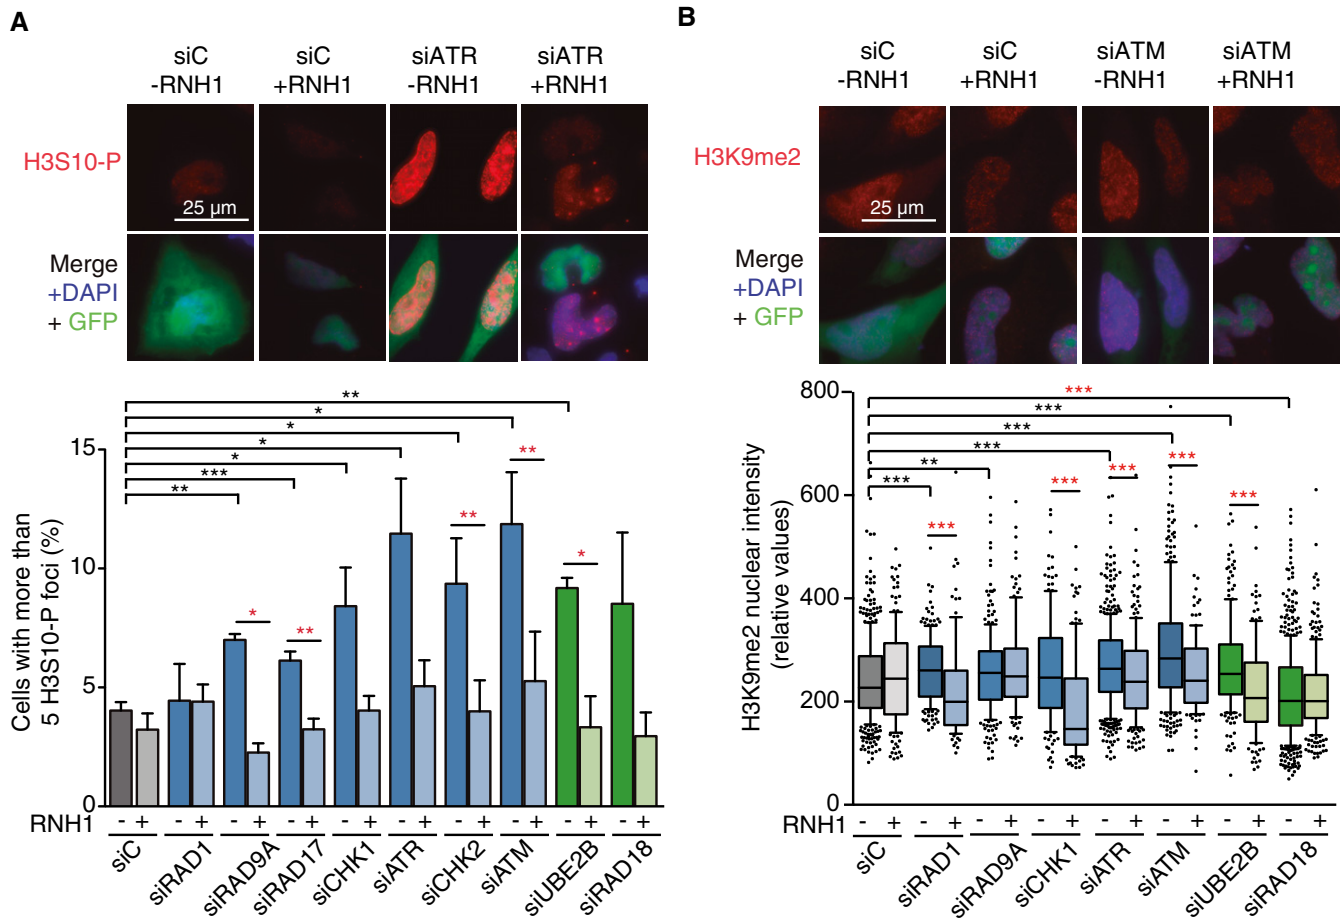 A
siC -RNH1
siC +RNH1
siATR -RNH1
siATR +RNH1
H3S10-P
25 µm
Merge
+DAPI
+ GFP
** 
*
*
*
*
***
**
*
**
**
**
*
Cells with more than
5 H3S10-P foci (%)
15
10
5
0
RNH1 - + - + - + - + - + - + - + - + - + - +
siC siRAD1 siRAD9A siRAD17 siCHK1 siATR siCHK2 siATM siUBE2B siRAD18
B
siC -RNH1
siC +RNH1
siATM -RNH1
siATM +RNH1
H3K9me2
25 µm
Merge
+DAPI
+ GFP
***
***
***
***
**
***
***
***
***
***
***
H3K9me2 nuclear intensity
(relative values)
800
600
400
200
0
RNH1 - + - + - + - + - + - + - + - +
siC siRAD1 siRAD9A siCHK1 siATR siATM siUBE2B siRAD18